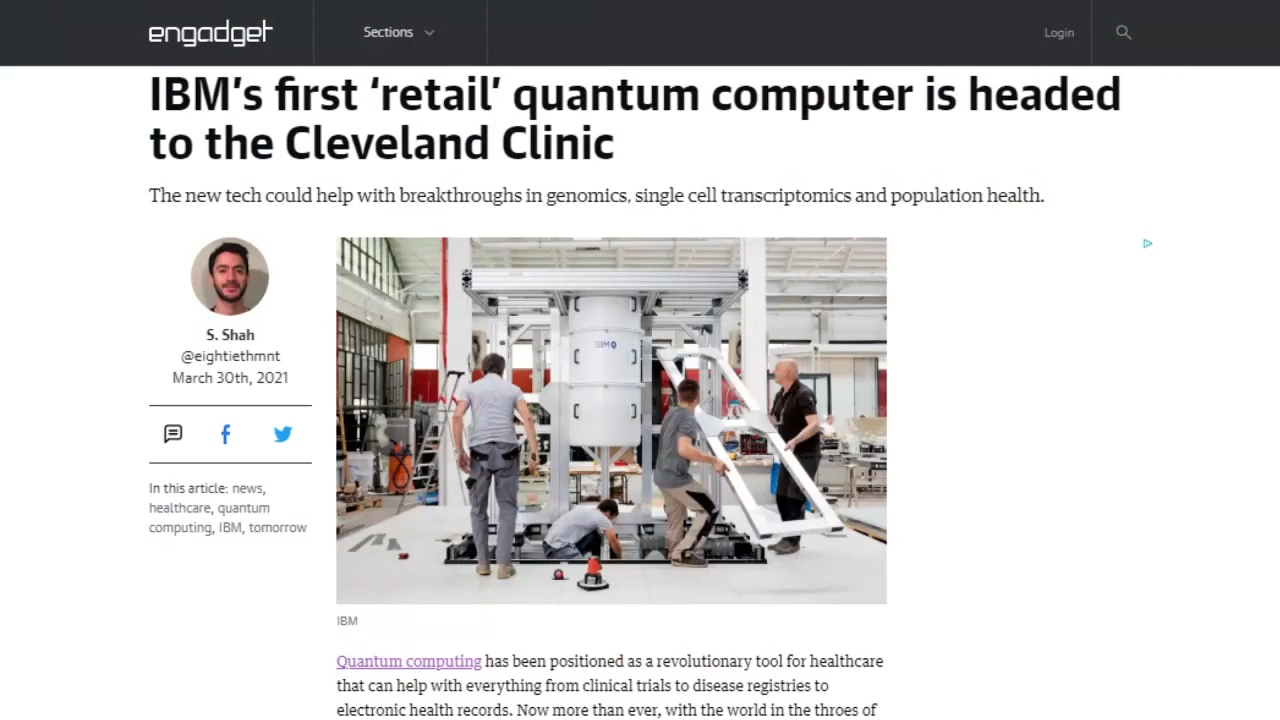 engadget
Sections
Login
IBM's first 'retail' quantum computer is headed
to the Cleveland Clinic
The new tech could help with breakthroughs in genomics, single cell transcriptomics and population health.
S. Shah
@eightiethmnt
March 30th, 2021
In this article: news,
healthcare, quantum
computing, IBM, tomorrow
IBM Q
IBM
Quantum computing has been positioned as a revolutionary tool for healthcare
that can help with everything from clinical trials to disease registries to
electronic health records. Now more than ever, with the world in the throes of